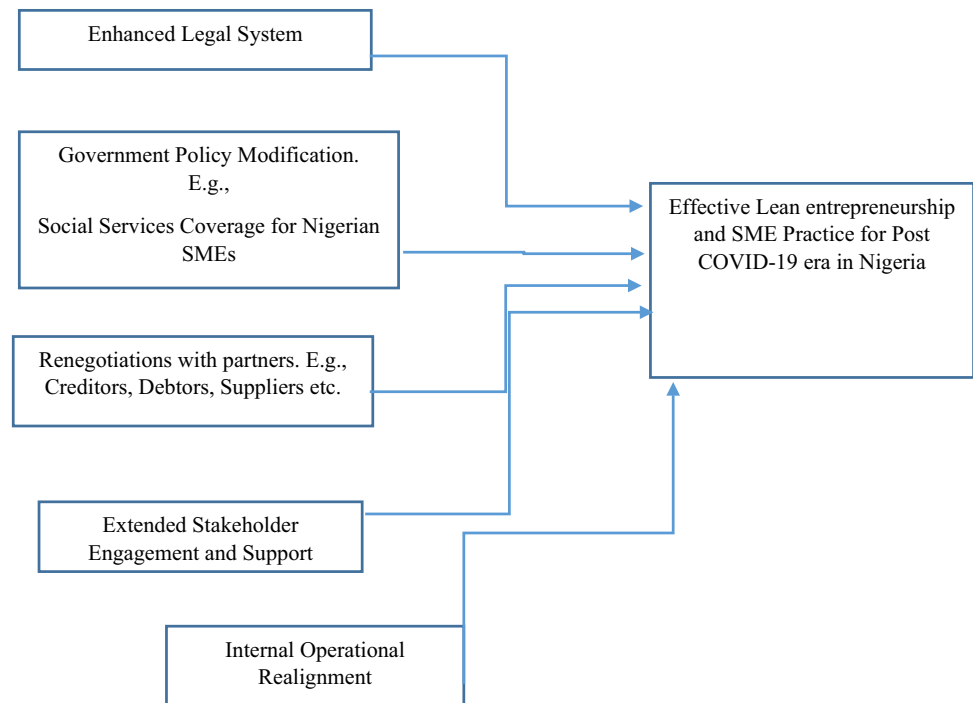 Enhanced Legal System
Government Policy Modification.
E.g.,
Social Services Coverage for Nigerian
SMEs
Effective Lean entrepreneurship
and SME Practice for Post
COVID-19 era in Nigeria
Renegotiations with partners. E.g.,
Creditors, Debtors, Suppliers etc.
Extended Stakeholder
Engagement and Support
Internal Operational
Realignment